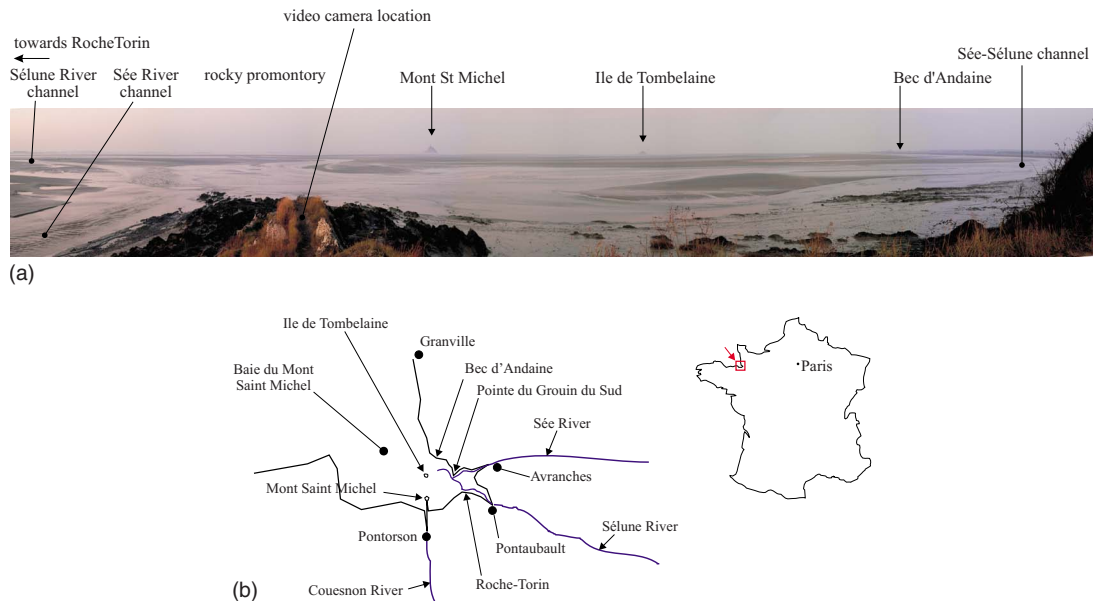 video camera location
towards RocheTorin
Sélune River
channel
Sée River
channel
rocky promontory
Mont St Michel
Ile de Tombelaine
Bec d'Andaine
Sée-Sélune channel
(a)
Ile de Tombelaine
Granville
Baie du Mont
Saint Michel
Bec d'Andaine
Pointe du Grouin du Sud
Sée River
Avranches
Mont Saint Michel
Pontorson
Pontaubault
Sélune River
Roche-Torin
Couesnon River
(b)
Paris